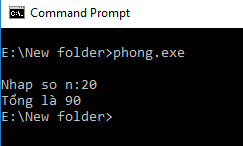 Command Prompt
E:\New folder>phong.exe
Nhap so n:20
Tổng là 90
E:\New folder>